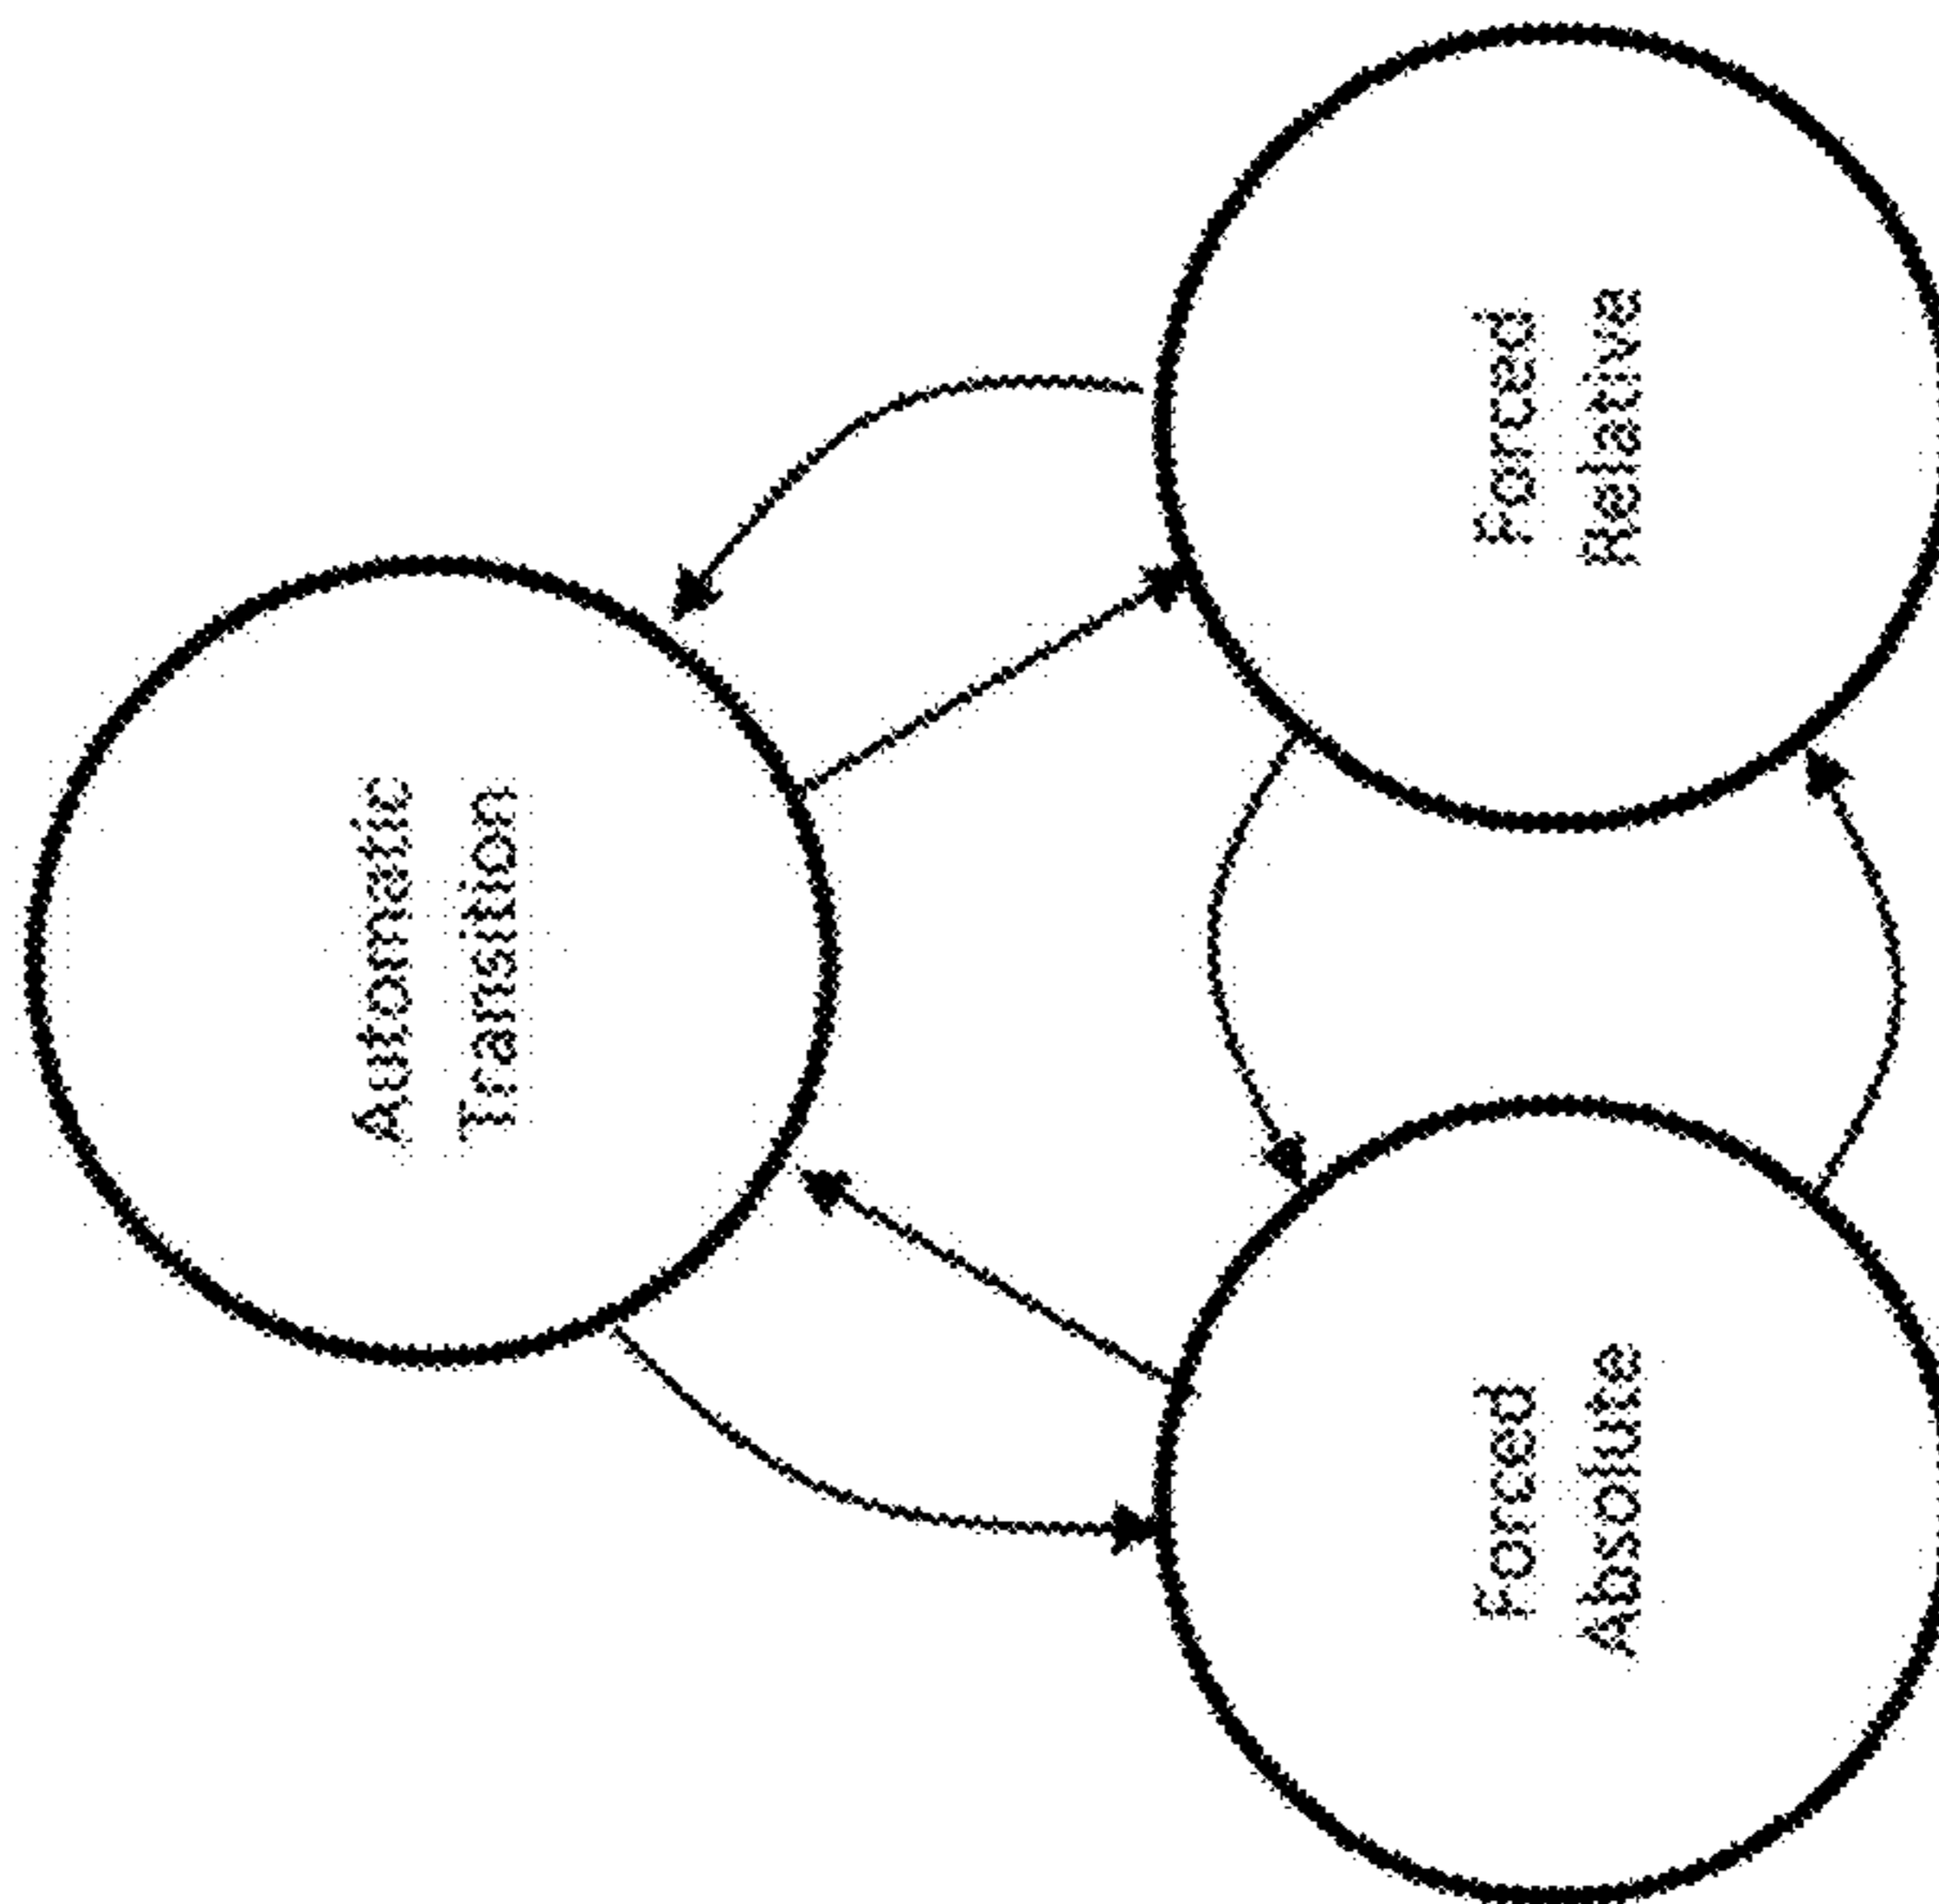 Automatic
Transition
Forced
Absolute
Forced
Relative